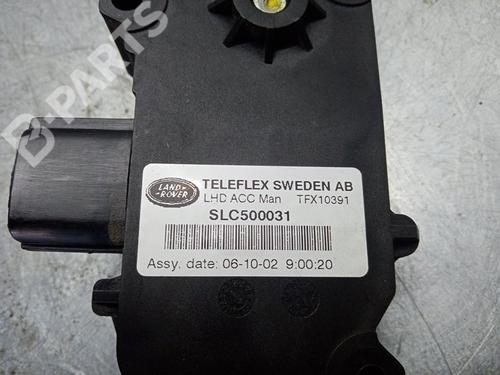 B-PARTS
LAND-
ROVER
TELEFLEX SWEDEN AB
LHD ACC Man TFX10391
SLC500031
Assy. date: 06-10-02 9:00:20